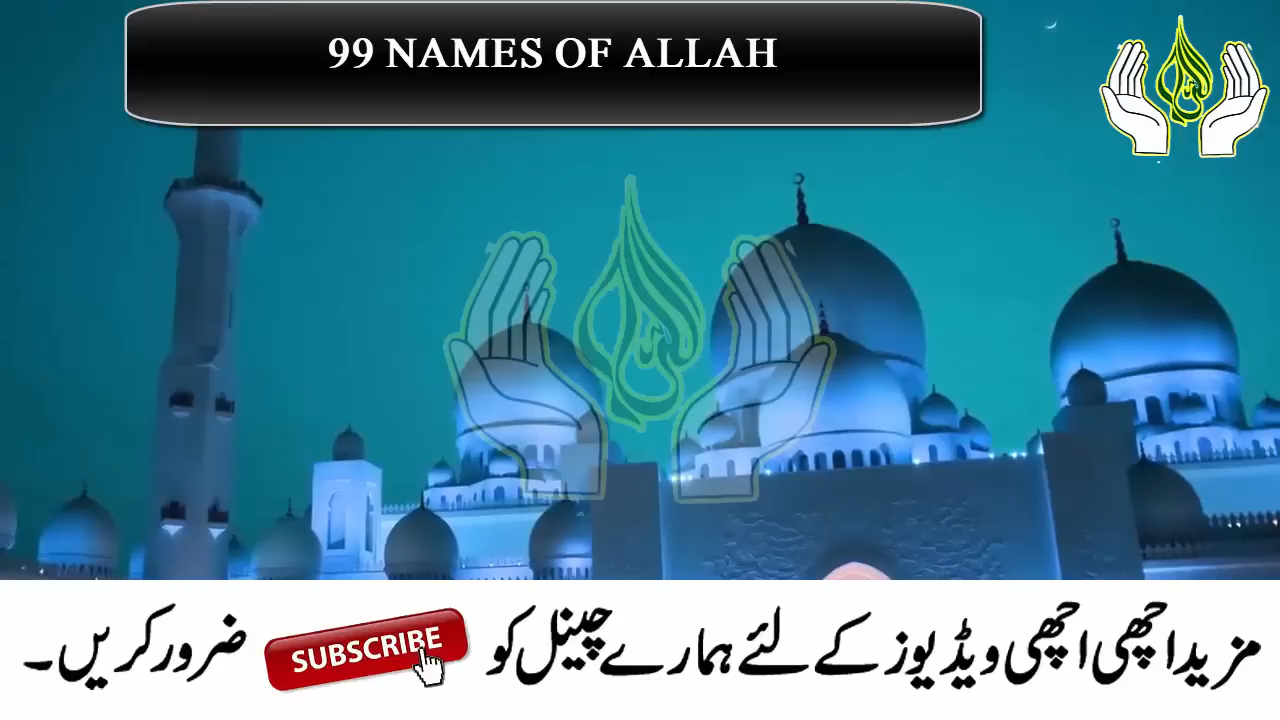 99 NAMES OF ALLAH
مزید اچھی اچھی ویڈیوز کے لئے ہمارے چینل کو SUBSCRIBE ضرور کریں۔